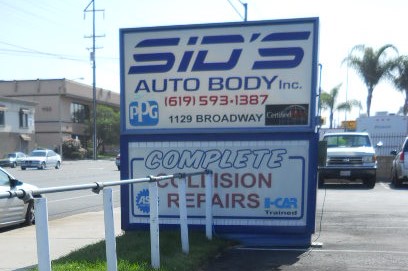 SID'S
AUTO BODY Inc.
(619) 593-1387
PPG
Certified
1129 BROADWAY
COMPLETE
COLLISION
REPAIRS
ASE
I-CAR
Trained